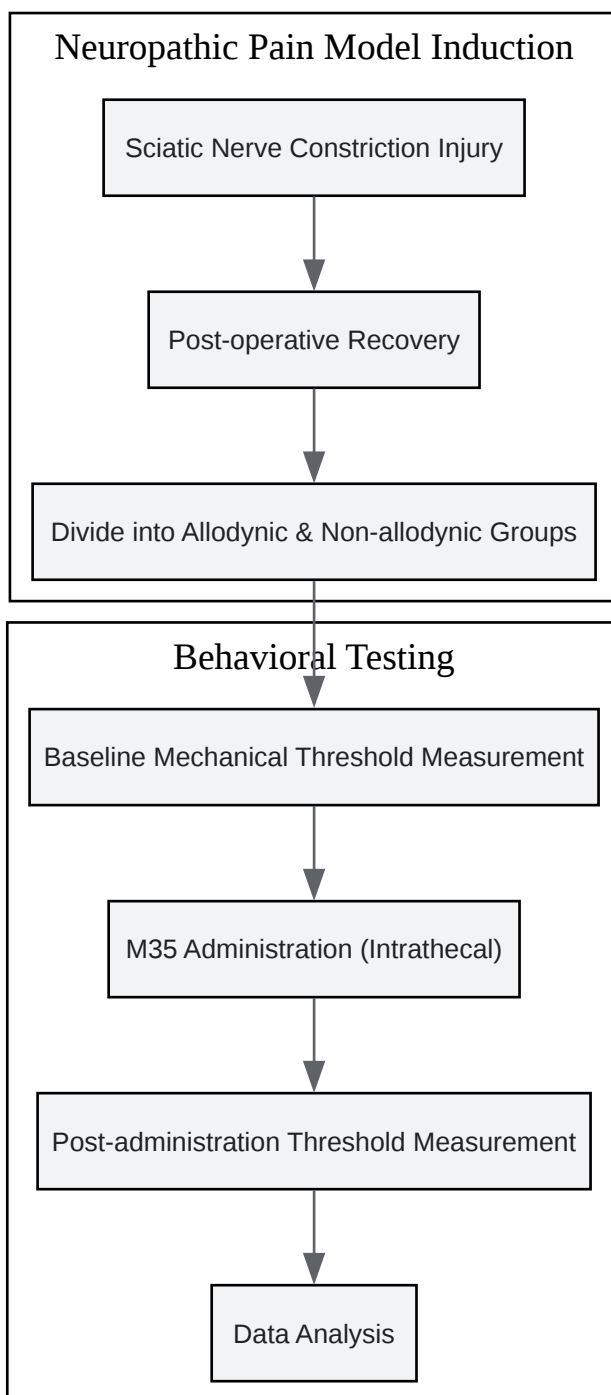 Neuropathic Pain Model Induction
Sciatic Nerve Constriction Injury
Post-operative Recovery
Divide into Allodynic & Non-allodynic Groups
Behavioral Testing
Baseline Mechanical Threshold Measurement
M35 Administration (Intrathecal)
Post-administration Threshold Measurement
Data Analysis